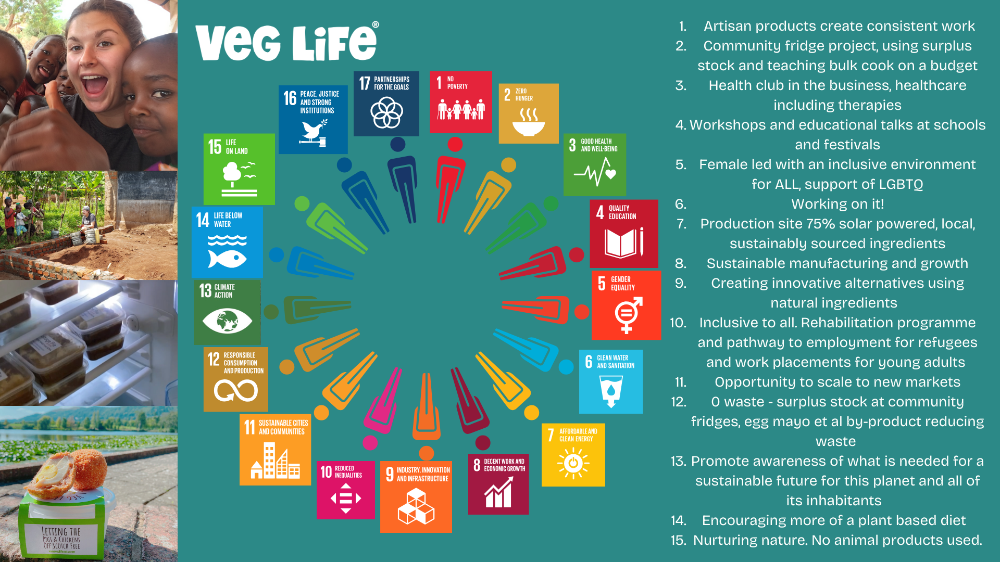 VEG LiFe®
17 PARTNERSHIPS
FOR THE GOALS
1 NO
POVERTY
16 PEACE, JUSTICE
AND STRONG
INSTITUTIONS
2 ZERO
HUNGER
15 LIFE
ON LAND
3 GOOD HEALTH
AND WELL-BEING
14 LIFE BELOW
WATER
4 QUALITY
EDUCATION
13 CLIMATE
ACTION
5 GENDER
EQUALITY
12 RESPONSIBLE
CONSUMPTION
AND PRODUCTION
6 CLEAN WATER
AND SANITATION
11 SUSTAINABLE CITIES
AND COMMUNITIES
7 AFFORDABLE AND
CLEAN ENERGY
10 REDUCED
INEQUALITIES
9 INDUSTRY, INNOVATION
AND INFRASTRUCTURE
8 DECENT WORK AND
ECONOMIC GROWTH
1. Artisan products create consistent work
2. Community fridge project, using surplus
stock and teaching bulk cook on a budget
3. Health club in the business, healthcare
including therapies
4. Workshops and educational talks at schools
and festivals
5. Female led with an inclusive environment
for ALL, support of LGBTQ
6. Working on it!
7. Production site 75% solar powered, local,
sustainably sourced ingredients
8. Sustainable manufacturing and growth
9. Creating innovative alternatives using
natural ingredients
10. Inclusive to all. Rehabilitation programme
and pathway to employment for refugees
and work placements for young adults
11. Opportunity to scale to new markets
12. 0 waste - surplus stock at community
fridges, egg mayo et al by-product reducing
waste
13. Promote awareness of what is needed for a
sustainable future for this planet and all of
its inhabitants
14. Encouraging more of a plant based diet
15. Nurturing nature. No animal products used.
LETTING THE
PIGS & CHICKENS
OFF SCOTCH FREE